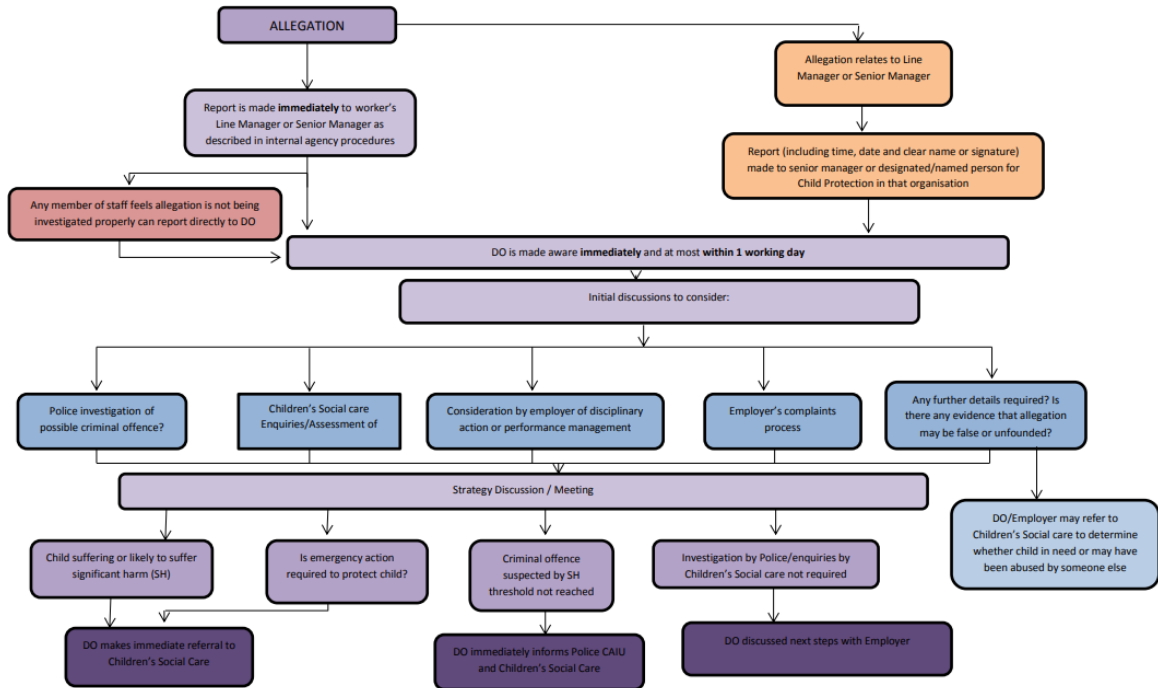 ALLEGATION
Allegation relates to Line
Manager or Senior Manager
Report is made immediately to worker's
Line Manager or Senior Manager as
described in internal agency procedures
Report (including time, date and clear name or signature)
made to senior manager or designated/named person for
Child Protection in that organisation
Any member of staff feels allegation is not being
investigated properly can report directly to DO
DO is made aware immediately and at most within 1 working day
Initial discussions to consider:
Police investigation of
possible criminal offence?
Children's Social care
Enquiries/Assessment of
Consideration by employer of disciplinary
action or performance management
Employer's complaints
process
Any further details required? Is
there any evidence that allegation
may be false or unfounded?
Strategy Discussion / Meeting
DO/Employer may refer to
Children's Social care to determine
whether child in need or may have
been abused by someone else
Child suffering or likely to suffer
significant harm (SH)
Is emergency action
required to protect child?
Criminal offence
suspected by SH
threshold not reached
Investigation by Police/enquiries by
Children's Social care not required
DO makes immediate referral to
Children's Social Care
DO immediately informs Police CAIU
and Children's Social Care
DO discussed next steps with Employer